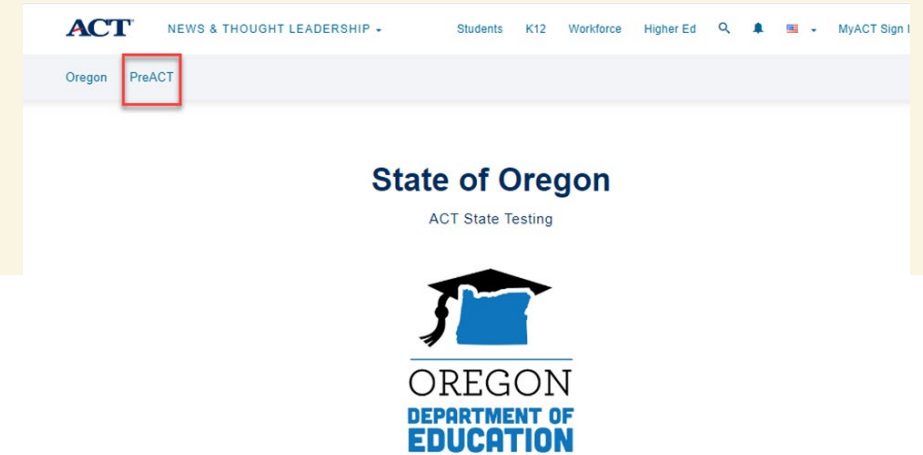 ACT NEWS & THOUGHT LEADERSHIP Students K12 Workforce Higher Ed MyACT Sign
Oregon PreACT
State of Oregon
ACT State Testing
OREGON
DEPARTMENT OF
EDUCATION